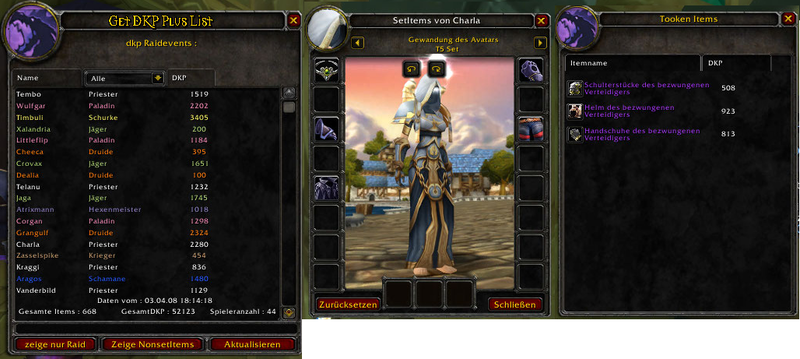 Get DKP Plus List
dkp Raidevents :
Name Alle DKP
Tembo Priester 1519
Wulfgar Paladin 2202
Timbuli Schurke 3405
Xalandria Jäger 200
Littleflip Paladin 1184
Cheeca Druide 395
Crovax Jäger 1651
Dealia Druide 100
Telanu Priester 1232
Jaga Jäger 1745
Atrixmann Hexenmeister 1018
Corgan Paladin 1298
Grangulf Druide 2324
Charla Priester 2280
Zasselspike Krieger 454
Kraggi Priester 836
Aragos Schamane 1480
Vanderbild Priester 1129
Daten vom : 03.04.08 18:14:18
Gesamte Items : 668 GesamtDKP : 52123 Spieleranzahl : 44
zeige nur Raid Zeige NonsetItems Aktualisieren
SetItems von Charla
Gewandung des Avatars
T5 Set
Zurücksetzen Schließen
Tooken Items
Itemname DKP
Schulterstücke des bezwungenen
Verteidigers 508
Helm des bezwungenen
Verteidigers 923
Handschuhe des bezwungenen
Verteidigers 813